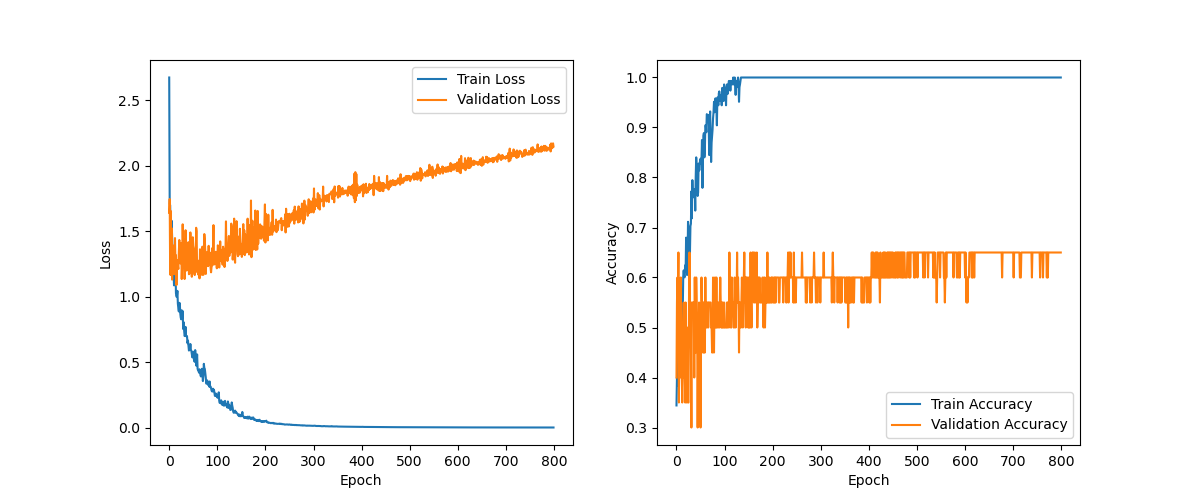 Train Loss
Validation Loss
Loss
2.5
2.0
1.5
1.0
0.5
0.0
0 100 200 300 400 500 600 700 800
Epoch
Accuracy
1.0
0.9
0.8
0.7
0.6
0.5
0.4
0.3
Train Accuracy
Validation Accuracy
0 100 200 300 400 500 600 700 800
Epoch